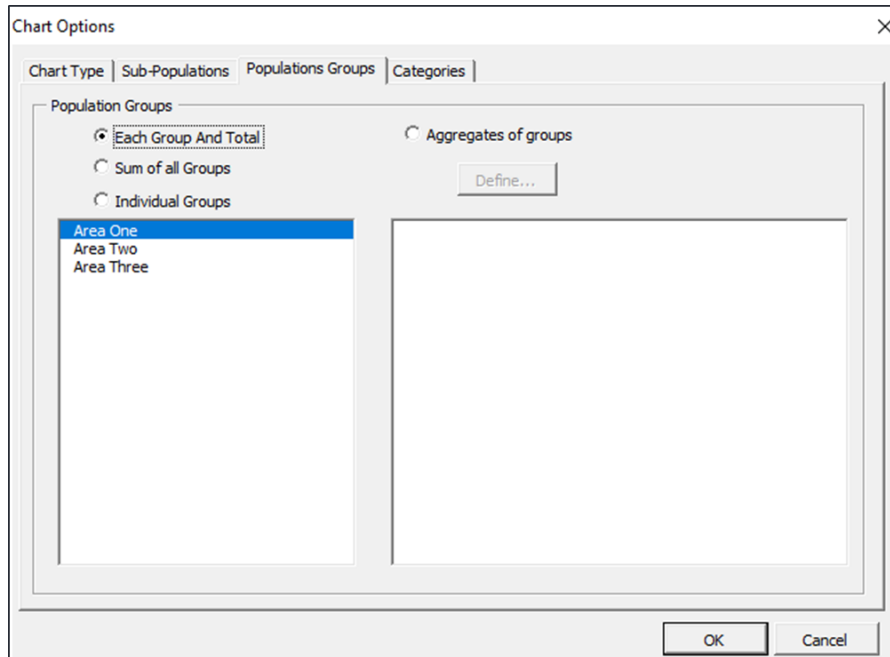 Chart Options
Chart Type Sub-Populations Populations Groups Categories
Population Groups
Each Group And Total
Aggregates of groups
Sum of all Groups
Define...
Individual Groups
Area One
Area Two
Area Three
OK Cancel